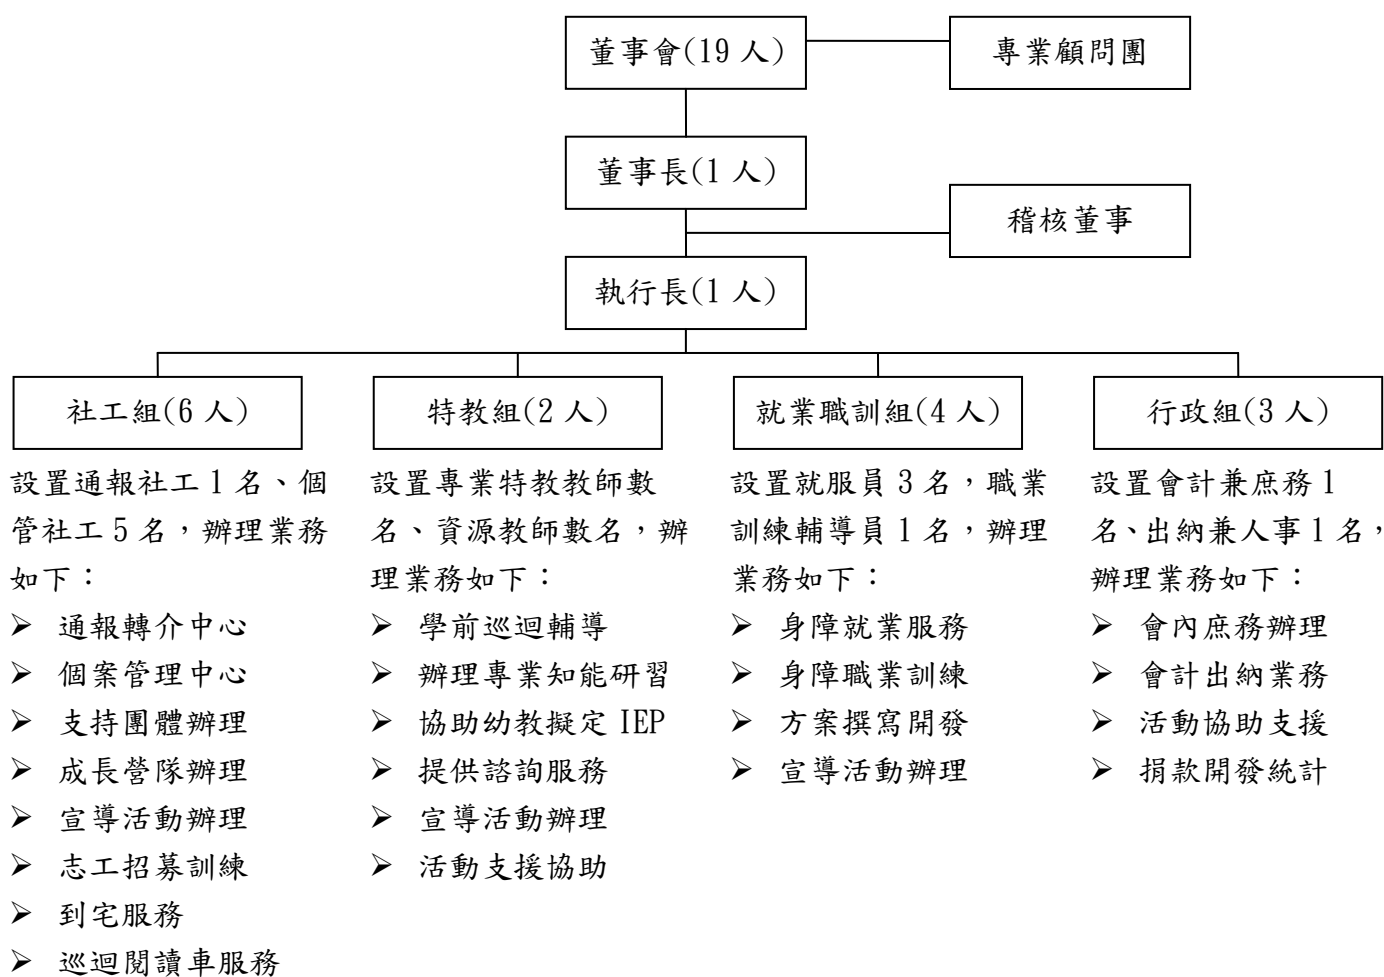 董事會(19 人)
專業顧問團
董事長(1 人)
稽核董事
執行長(1 人)
社工組(6 人)
設置通報社工 1 名、個
管社工 5 名，辦理業務
如下：
➢ 通報轉介中心
➢ 個案管理中心
➢ 支持團體辦理
➢ 成長營隊辦理
➢ 宣導活動辦理
➢ 志工招募訓練
➢ 到宅服務
➢ 巡迴閱讀車服務
特教組(2 人)
設置專業特教教師數
名、資源教師數名，辦
理業務如下：
➢ 學前巡迴輔導
➢ 辦理專業知能研習
➢ 協助幼教擬定 IEP
➢ 提供諮詢服務
➢ 宣導活動辦理
➢ 活動支援協助
就業職訓組(4 人)
設置就服員 3 名，職業
訓練輔導員 1 名，辦理
業務如下：
➢ 身障就業服務
➢ 身障職業訓練
➢ 方案撰寫開發
➢ 宣導活動辦理
行政組(3 人)
設置會計兼庶務 1
名、出納兼人事 1 名，
辦理業務如下：
➢ 會內庶務辦理
➢ 會計出納業務
➢ 活動協助支援
➢ 捐款開發統計